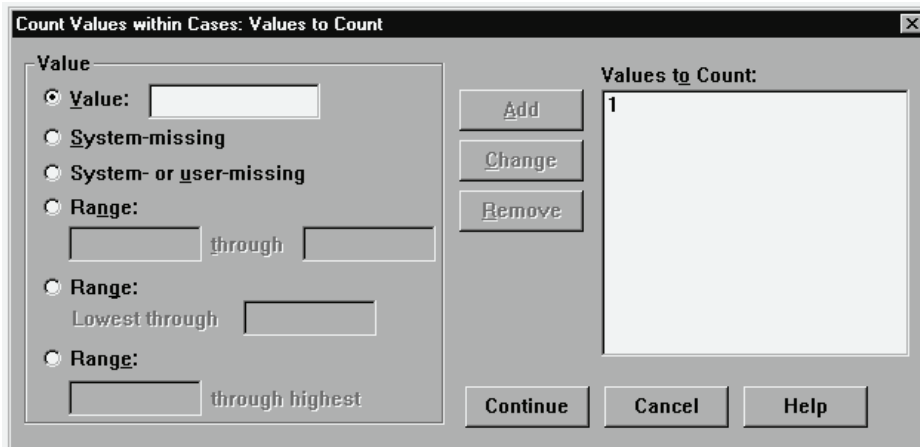 Count Values within Cases: Values to Count
Value
Value:
System-missing
System- or user-missing
Range:
through
Range:
Lowest through
Range:
through highest
Add
Change
Remove
Values to Count:
1
Continue
Cancel
Help